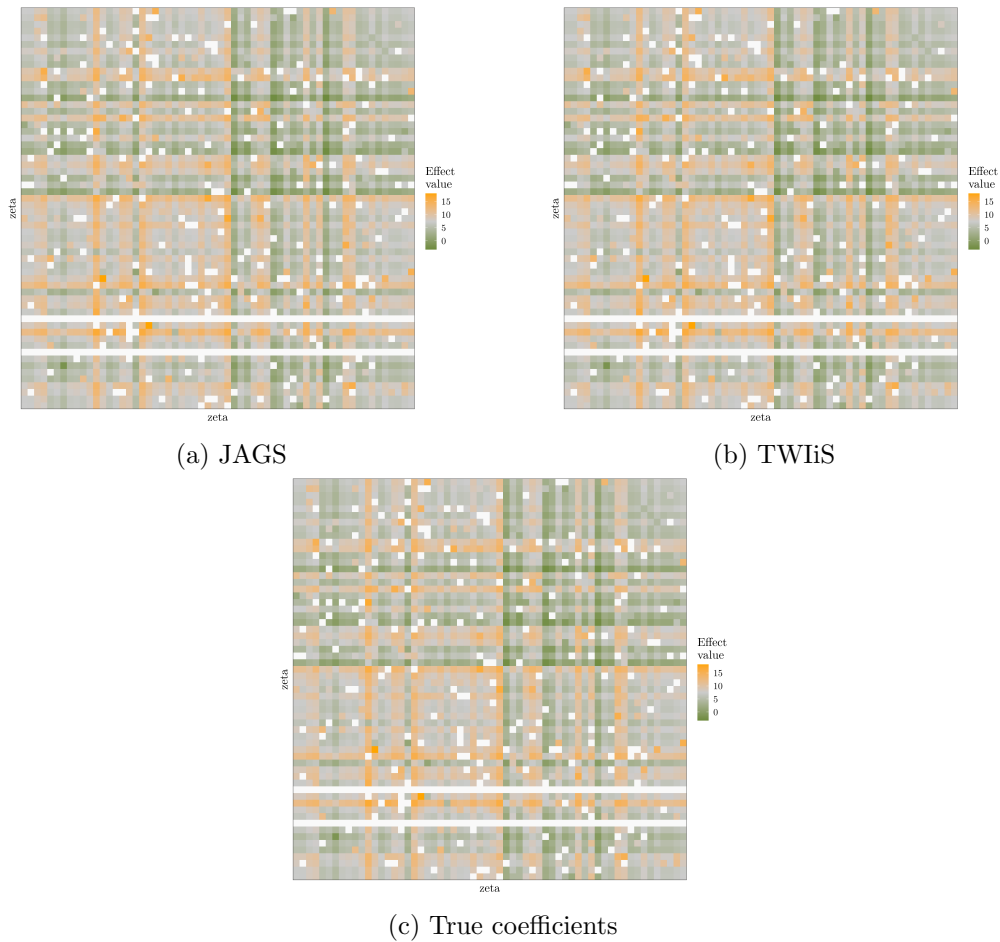 Effect
value
15
10
5
0
zeta
zeta
(a) JAGS
Effect
value
15
10
5
0
zeta
zeta
(b) TWIiS
Effect
value
15
10
5
0
zeta
zeta
(c) True coefficients